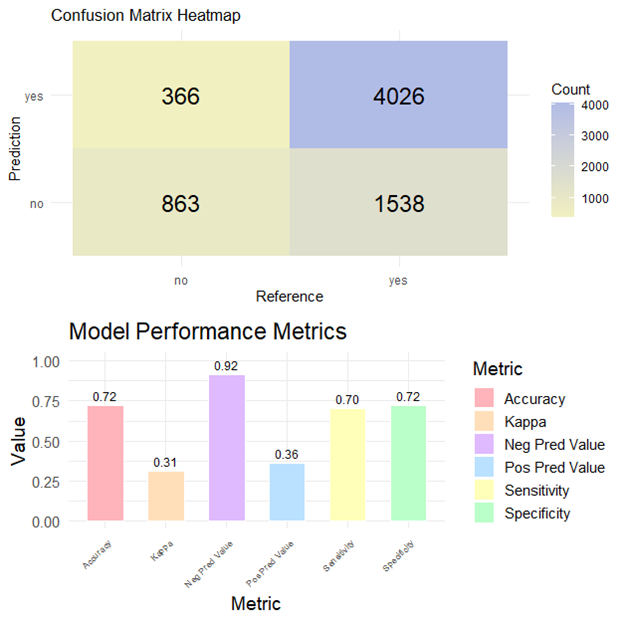 Confusion Matrix Heatmap
yes
366
4026
no
863
1538
Prediction
no
yes
Reference
Count
4000
3000
2000
1000
Model Performance Metrics
1.00
0.75
0.50
0.25
0.00
Value
0.72
0.31
0.92
0.36
0.70
0.72
Accuracy
Kappa
Neg Pred Value
Pos Pred Value
Sensitivity
Specificity
Metric
Metric
Accuracy
Kappa
Neg Pred Value
Pos Pred Value
Sensitivity
Specificity